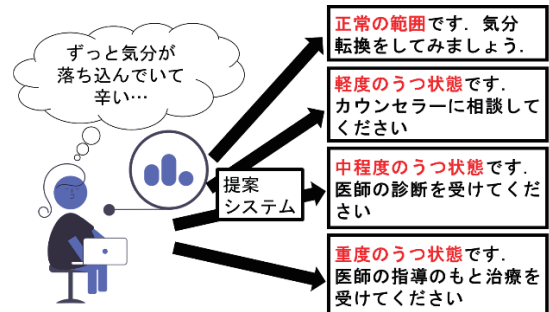 ずっと気分が
落ち込んでいて
辛い…
提案
システム
正常の範囲です．気分
転換をしてみましょう．
軽度のうつ状態です．
カウンセラーに相談して
ください
中程度のうつ状態です．
医師の診断を受けてくだ
さい
重度のうつ状態です．
医師の指導のもと治療を
受けてください